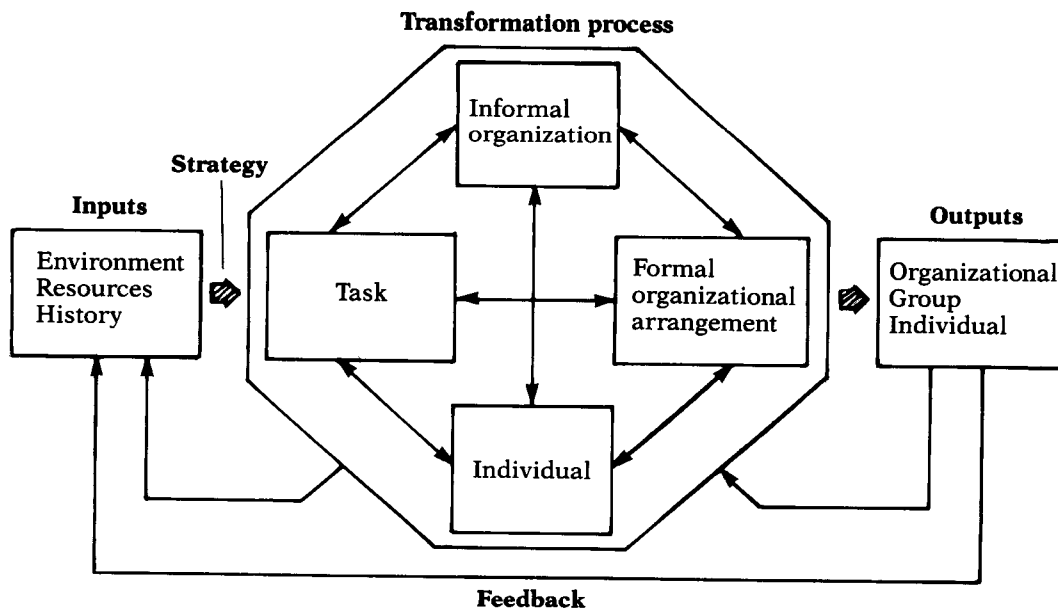 Transformation process
Informal
organization
Strategy
Inputs
Outputs
Environment
Resources
History
Task
Formal
organizational
arrangement
Organizational
Group
Individual
Individual
Feedback